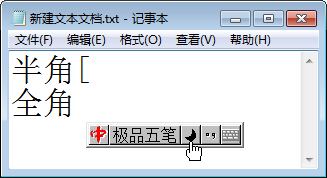 新建文本文档.txt - 记事本
文件(F) 编辑(E) 格式(O) 查看(V) 帮助(H)
半角[
全角
中 极品五笔